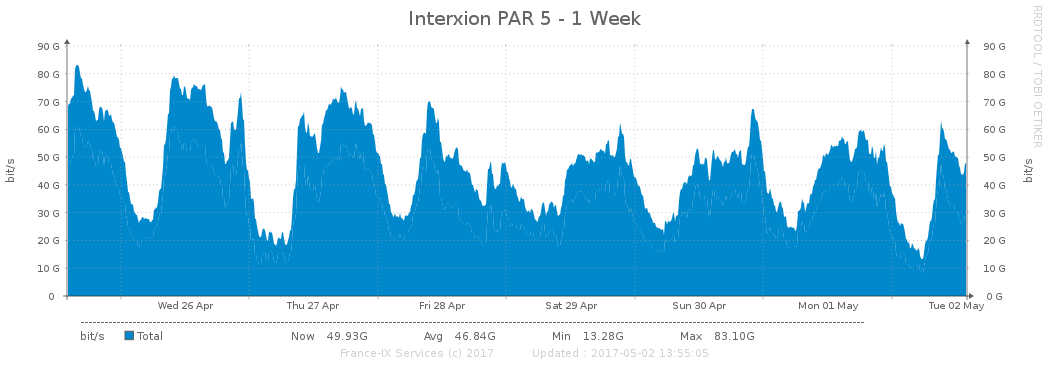 Interxion PAR 5 - 1 Week
RRDTOOL / TOBI OETIKER
90 G 90 G
80 G 80 G
70 G 70 G
60 G 60 G
50 G 50 G
40 G 40 G
30 G 30 G
20 G 20 G
10 G 10 G
0 0 G
bit/s
bit/s
Wed 26 Apr Thu 27 Apr Fri 28 Apr Sat 29 Apr Sun 30 Apr Mon 01 May Tue 02 May
bit/s Total Now 49.93G Avg 46.84G Min 13.28G Max 83.10G
France-IX Services (c) 2017 Updated : 2017-05-02 13:55:05